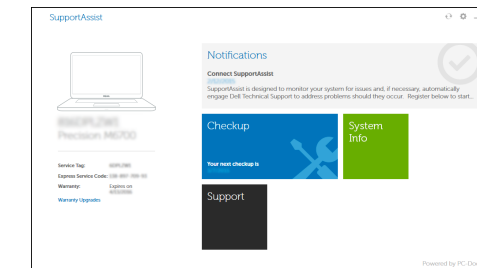 SupportAssist
Notifications
Connect SupportAssist
SupportAssist is designed to monitor your system for issues and, if necessary, automatically
engage Dell Technical Support to address problems should they occur. Register below to start...
Precision M6700
Checkup
System
Info
Your next checkup is
Service Tag:
Express Service Code:
Warranty: Expires on
Warranty Upgrades
Support
Powered by PC-Doc